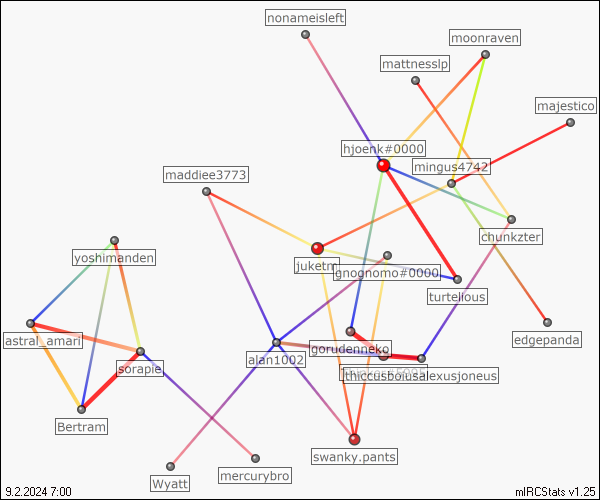 nonameisleft
moonraven
mattnesslp
majestico
hjoenk#0000
mingus4742
maddiee3773
chunkzter
yoshimanden
juketm
gnognomo#0000
turtelious
astral_amari
gorudenneko
edgepanda
alan1002
sorapie
thiccusboiusalexusjoneus
Bertram
swanky.pants
mercurybro
Wyatt
9.2.2024 7:00
mIRCStats v1.25